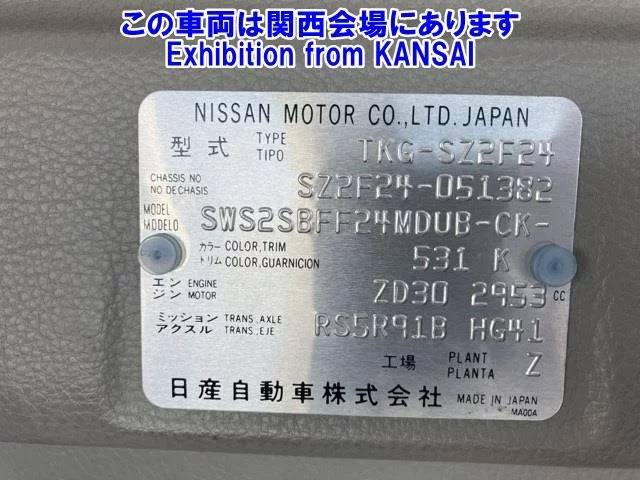 この車両は関西会場にあります
Exhibition from KANSAI
NISSAN MOTOR CO.,LTD. JAPAN
型式 TYPE TIPO TKG-SZ2F24
CHASSIS NO NO DE CHASIS SZ2F24-051382
MODEL MODELO SWS2SBFF24MDUB-CK-
カラー COLOR,TRIM
トリム COLOR,GUARNICION 531 K
エンジン ENGINE MOTOR ZD30 2953 CC
ミッション TRANS.,AXLE
アクスル TRANS.,EJE RS5R91B HG41
工場 PLANT PLANTA Z
日産自動車株式会社 MADE IN JAPAN
MA00A